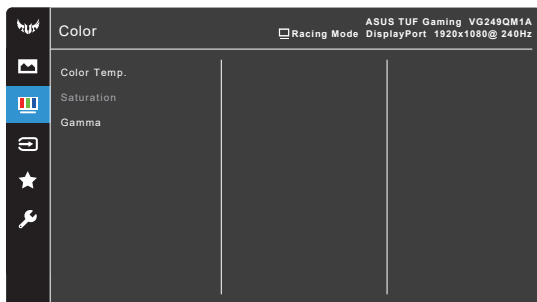 Color
ASUS TUF Gaming VG249QM1A
Racing Mode DisplayPort 1920x1080@ 240Hz
Color Temp.
Saturation
Gamma